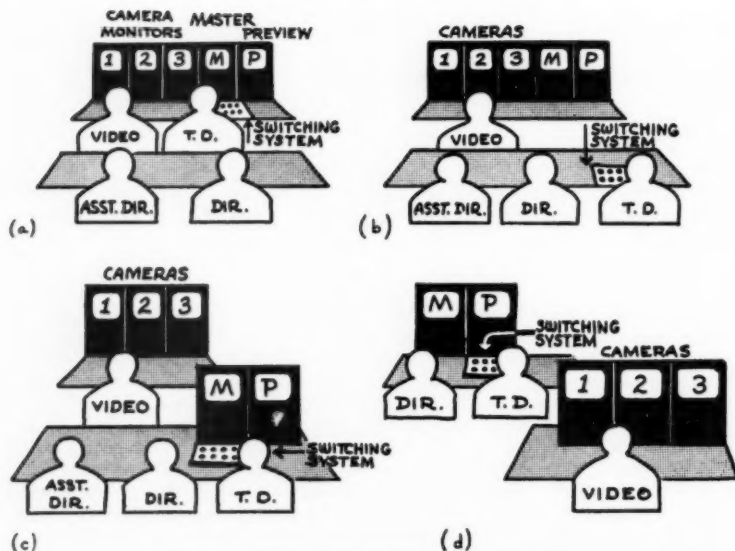 CAMERA MONITORS MASTER PREVIEW
1 2 3 M P
VIDEO T. D.
SWITCHING SYSTEM
ASST. DIR. DIR.
(a)
CAMERAS
1 2 3 M P
VIDEO
SWITCHING SYSTEM
ASST. DIR. DIR. T. D.
(b)
CAMERAS
1 2 3
VIDEO
M P
SWITCHING SYSTEM
ASST. DIR. DIR. T. D.
(c)
M P
SWITCHING SYSTEM
CAMERAS
1 2 3
DIR. T. D.
VIDEO
(d)